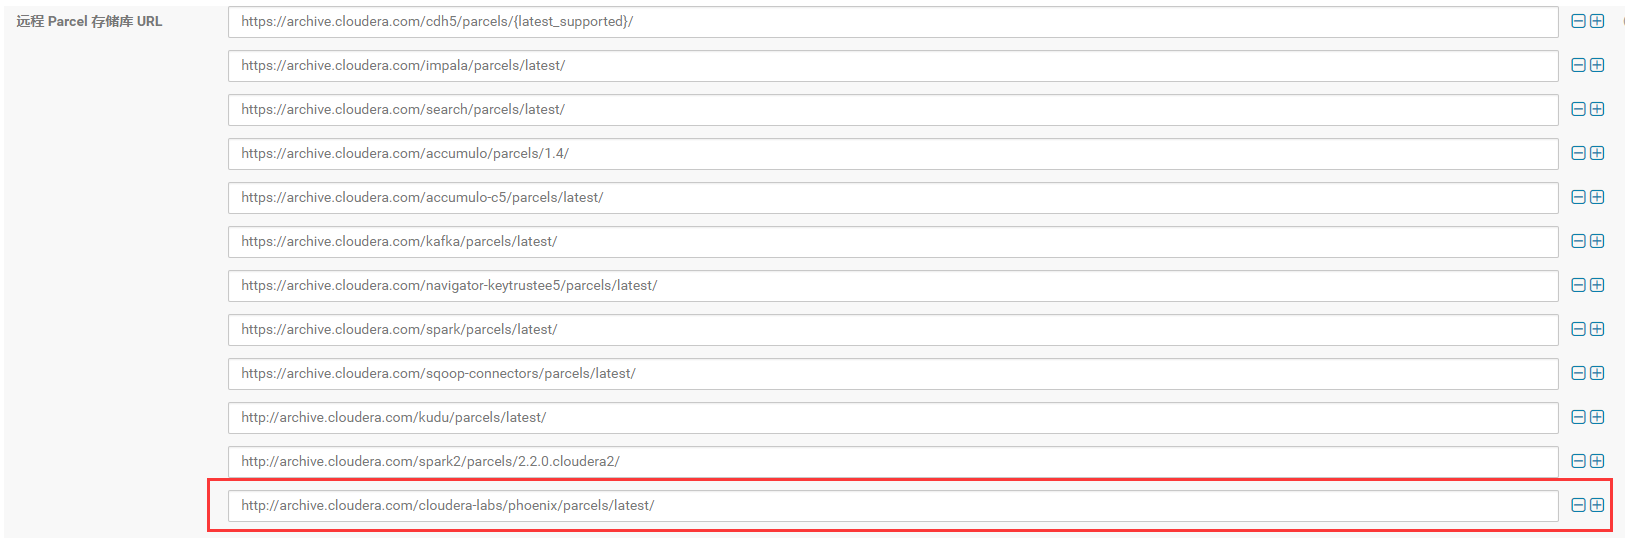 远程 Parcel 存储库 URL
https://archive.cloudera.com/cdh5/parcels/{latest_supported}/
https://archive.cloudera.com/impala/parcels/latest/
https://archive.cloudera.com/search/parcels/latest/
https://archive.cloudera.com/accumulo/parcels/1.4/
https://archive.cloudera.com/accumulo-c5/parcels/latest/
https://archive.cloudera.com/kafka/parcels/latest/
https://archive.cloudera.com/navigator-keytrustee5/parcels/latest/
https://archive.cloudera.com/spark/parcels/latest/
https://archive.cloudera.com/sqoop-connectors/parcels/latest/
http://archive.cloudera.com/kudu/parcels/latest/
http://archive.cloudera.com/spark2/parcels/2.2.0.cloudera2/
http://archive.cloudera.com/cloudera-labs/phoenix/parcels/latest/